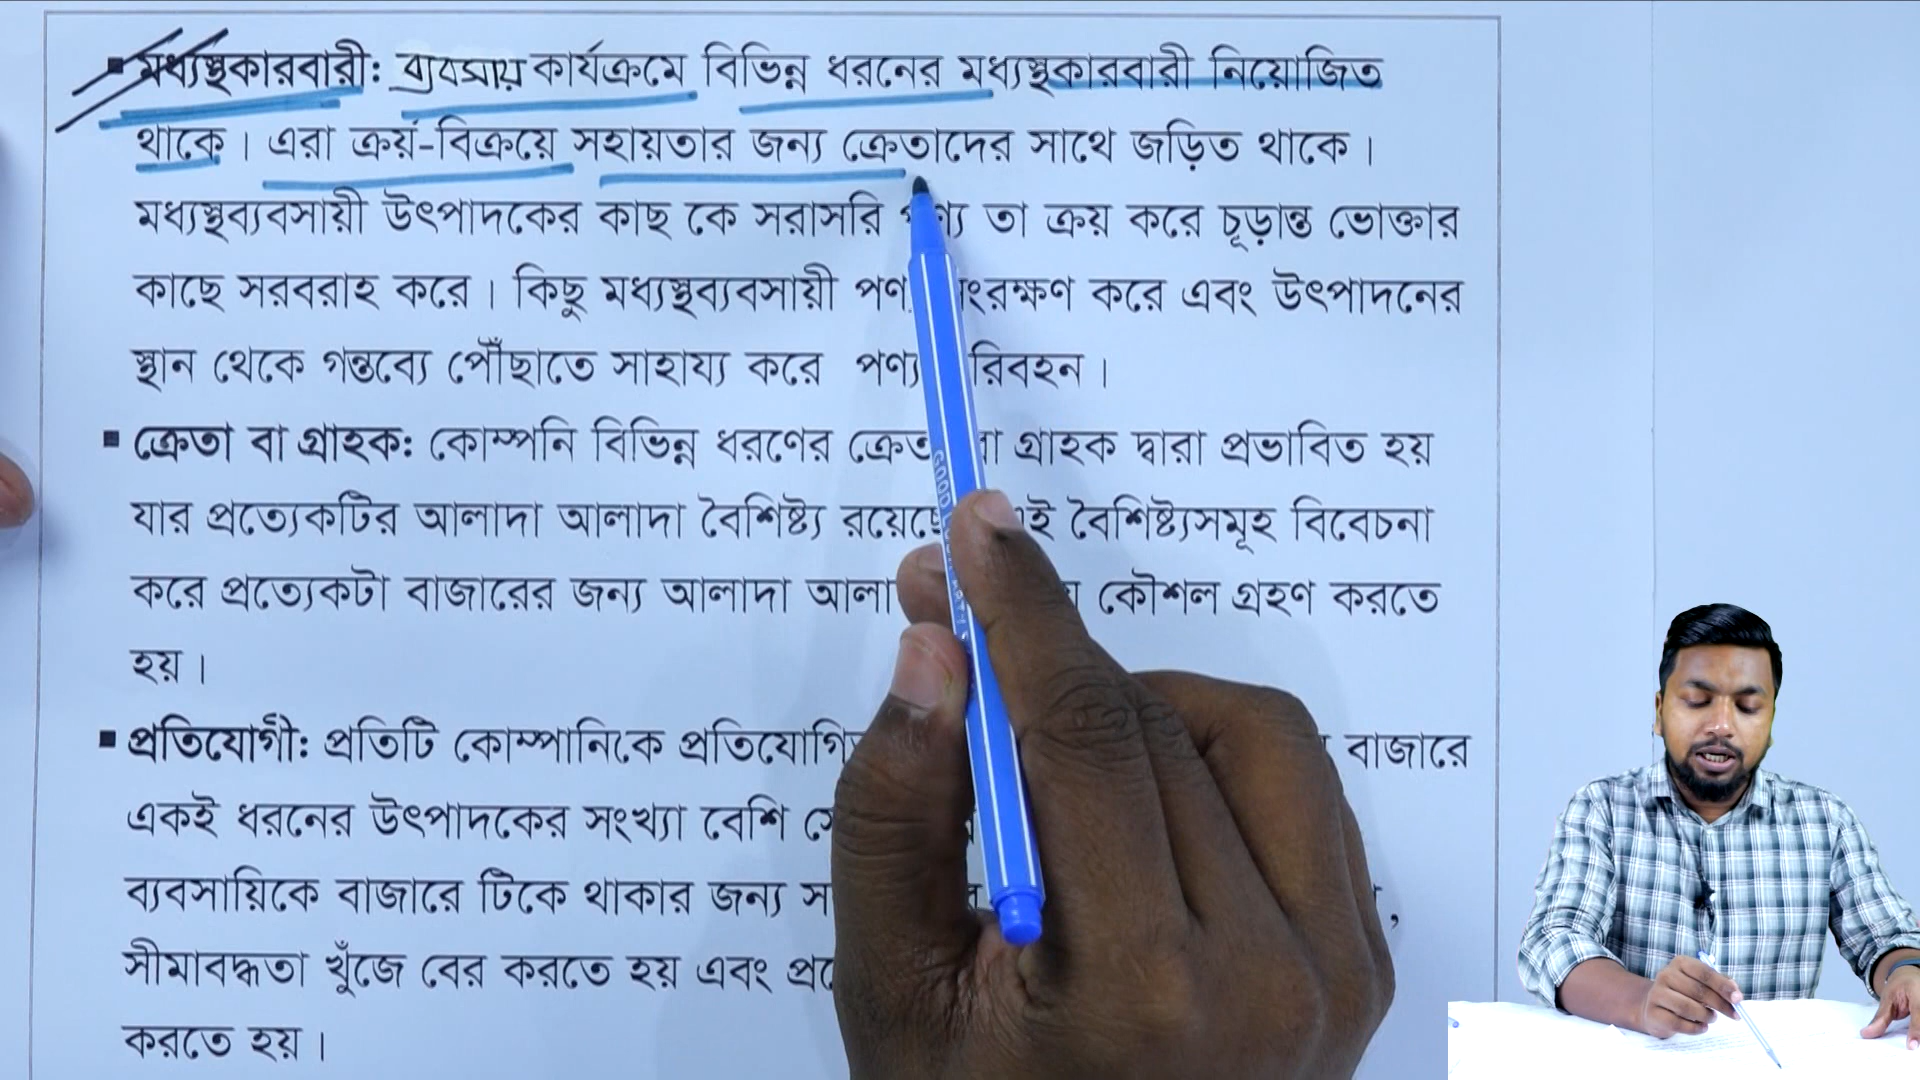 ▪ মধ্যস্থকারবারী: ব্যবসায় কার্যক্রমে বিভিন্ন ধরনের মধ্যস্থকারবারী নিয়োজিত
থাকে। এরা ক্রয়-বিক্রয়ে সহায়তার জন্য ক্রেতাদের সাথে জড়িত থাকে।
মধ্যস্থব্যবসায়ী উৎপাদকের কাছ কে সরাসরি তা ক্রয় করে চূড়ান্ত ভোক্তার
কাছে সরবরাহ করে। কিছু মধ্যস্থব্যবসায়ী করে এবং উৎপাদনের
স্থান থেকে গন্তব্যে পৌঁছাতে সাহায্য করে
▪ ক্রেতা বা গ্রাহক: কোম্পনি বিভিন্ন ধরণের গ্রাহক দ্বারা প্রভাবিত হয়
যার প্রত্যেকটির আলাদা আলাদা বৈশিষ্ট্য বৈশিষ্ট্যসমূহ বিবেচনা
করে প্রত্যেকটা বাজারের জন্য আলাদা কৌশল গ্রহণ করতে
হয়।
▪ প্রতিযোগী: প্রতিটি কোম্পানিকে বাজারে
একই ধরনের উৎপাদকের সংখ্যা বেশি
ব্যবসায়িকে বাজারে টিকে থাকার জন্য
সীমাবদ্ধতা খুঁজে বের করতে হয় এবং
করতে হয়।